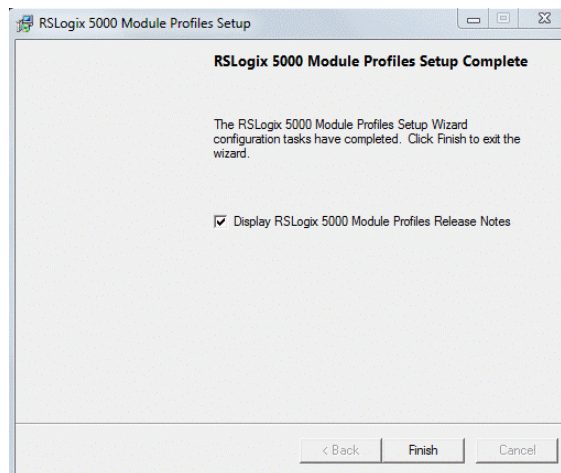 RSLogix 5000 Module Profiles Setup
RSLogix 5000 Module Profiles Setup Complete
The RSLogix 5000 Module Profiles Setup Wizard
configuration tasks have completed. Click Finish to exit the
wizard.
Display RSLogix 5000 Module Profiles Release Notes
< Back
Finish
Cancel